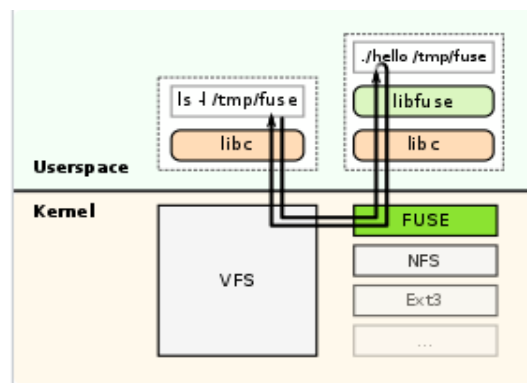 ./hello /tmp/fuse
ls -l /tmp/fuse
libfuse
libc
libc
Userspace
Kernel
FUSE
VFS
NFS
Ext3
...